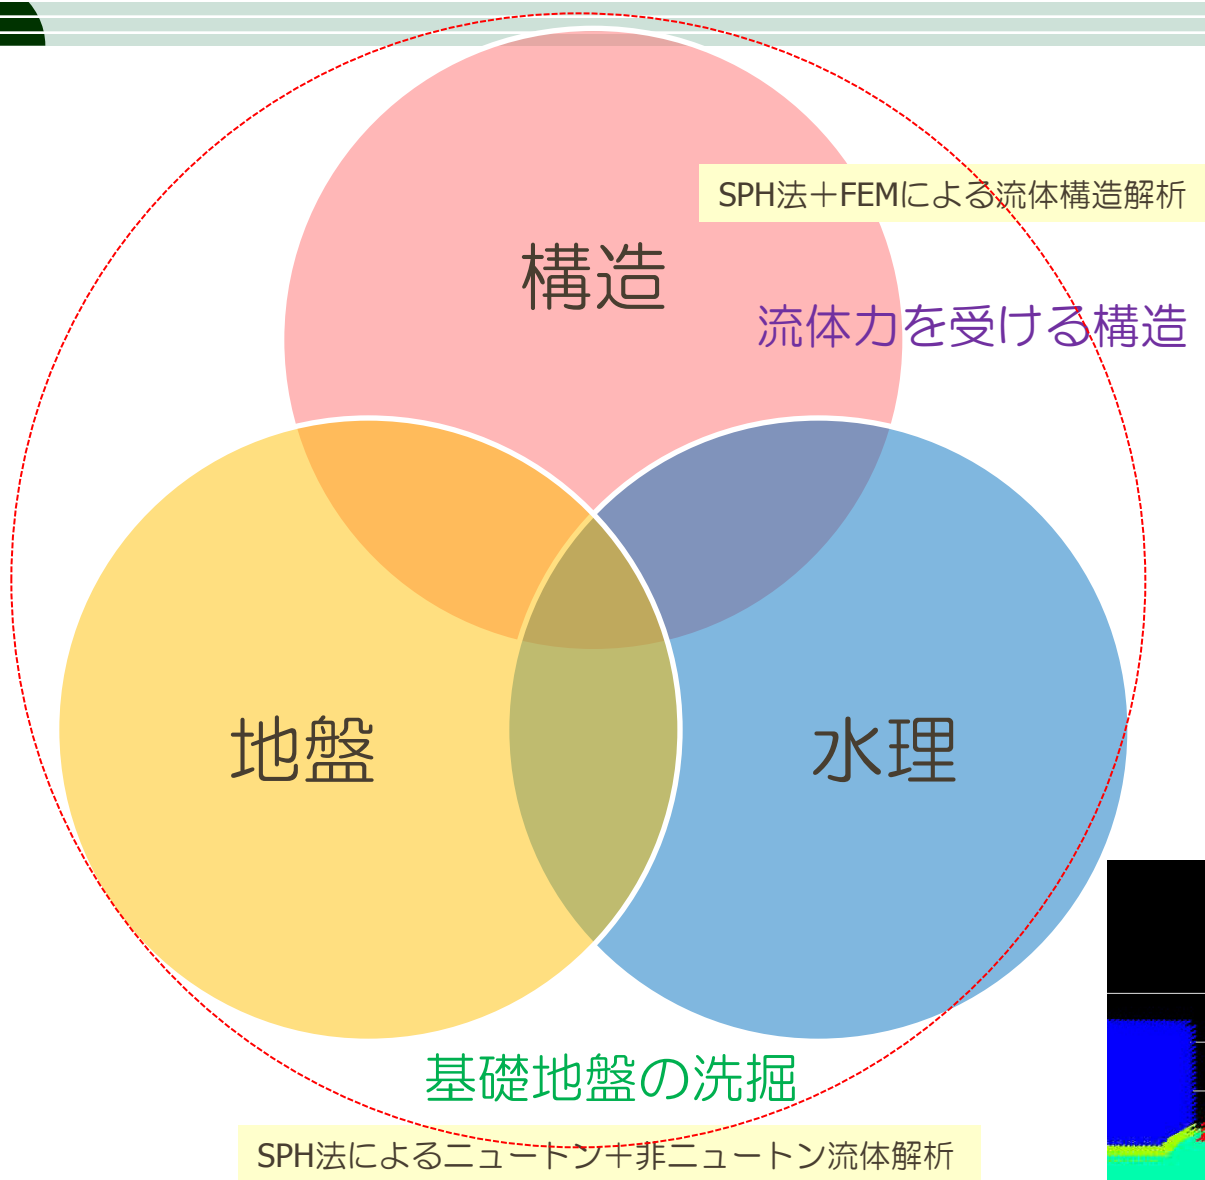 SPH法＋FEMによる流体構造解析
構造
流体力を受ける構造
地盤
水理
基礎地盤の洗掘
SPH法によるニュートン＋非ニュートン流体解析